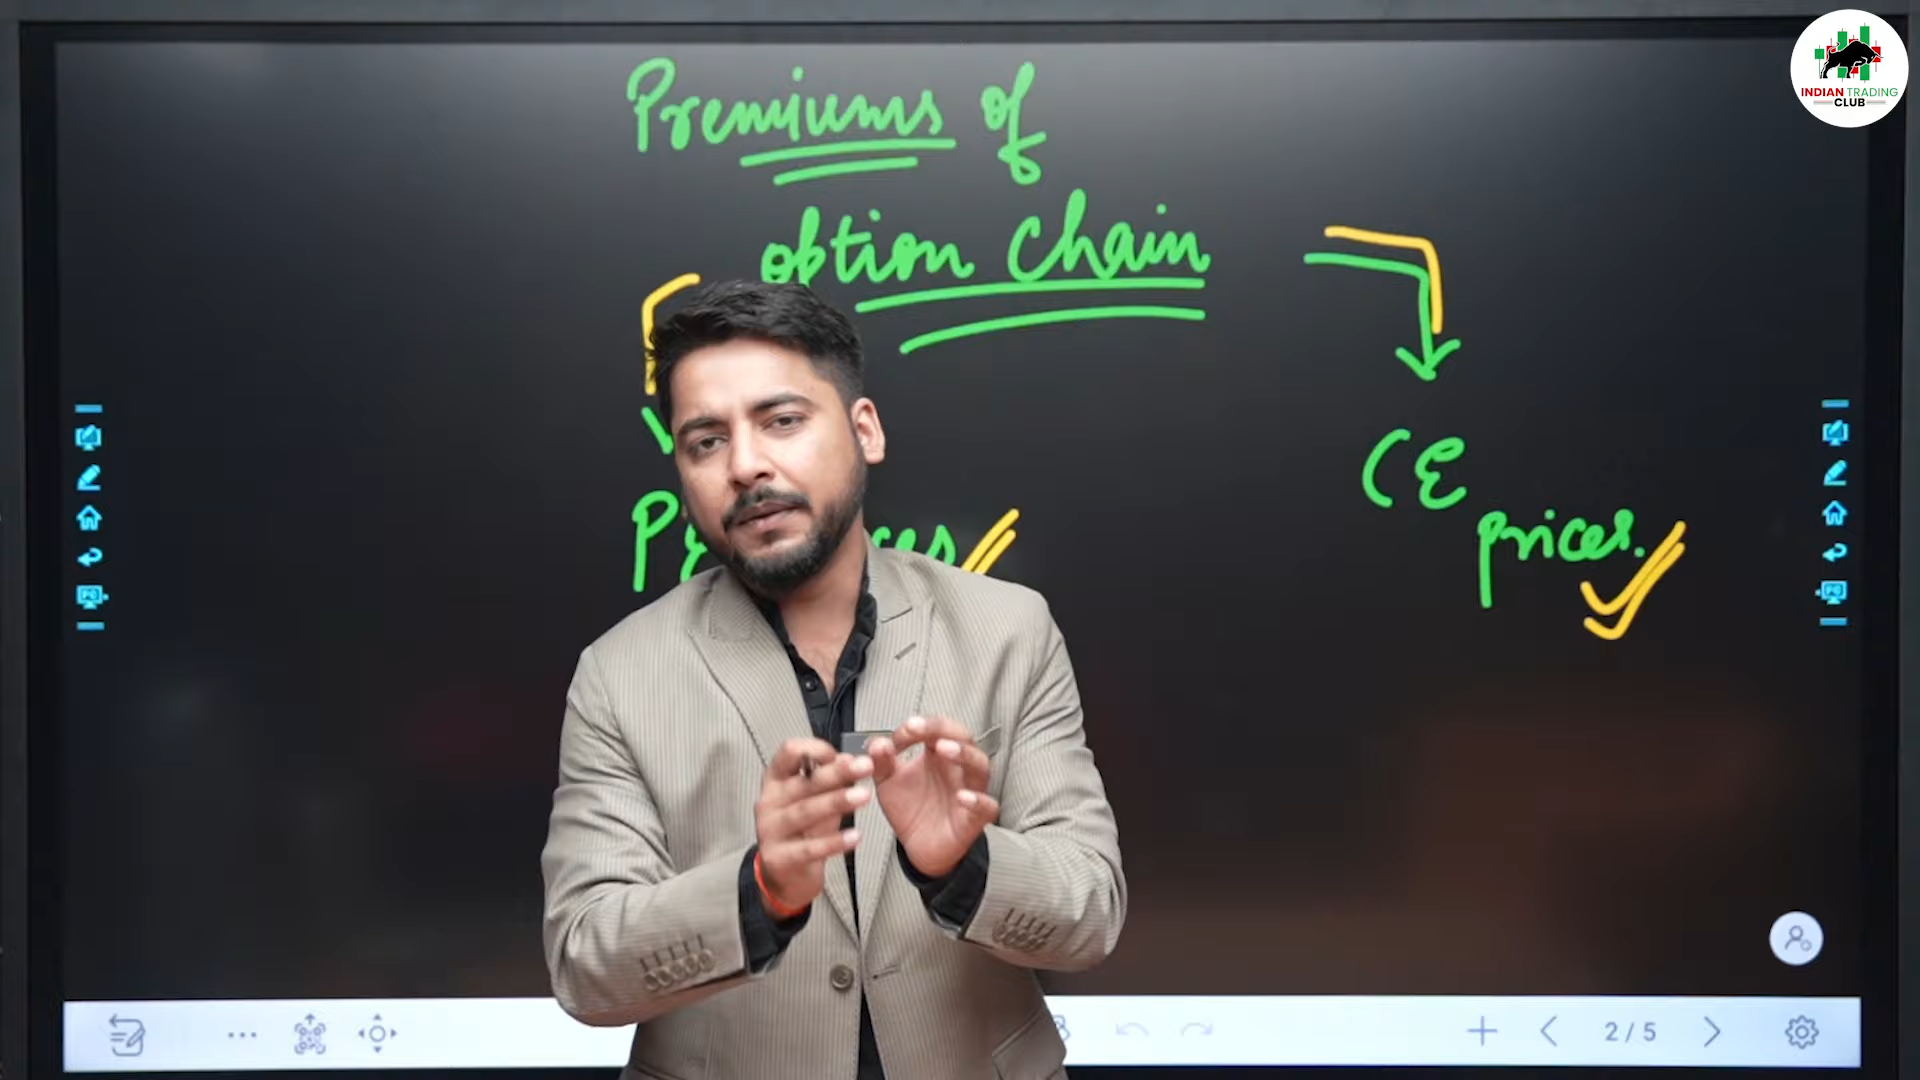 INDIAN TRADING
CLUB
Premiums of
option Chain
CE
prices.
2/5